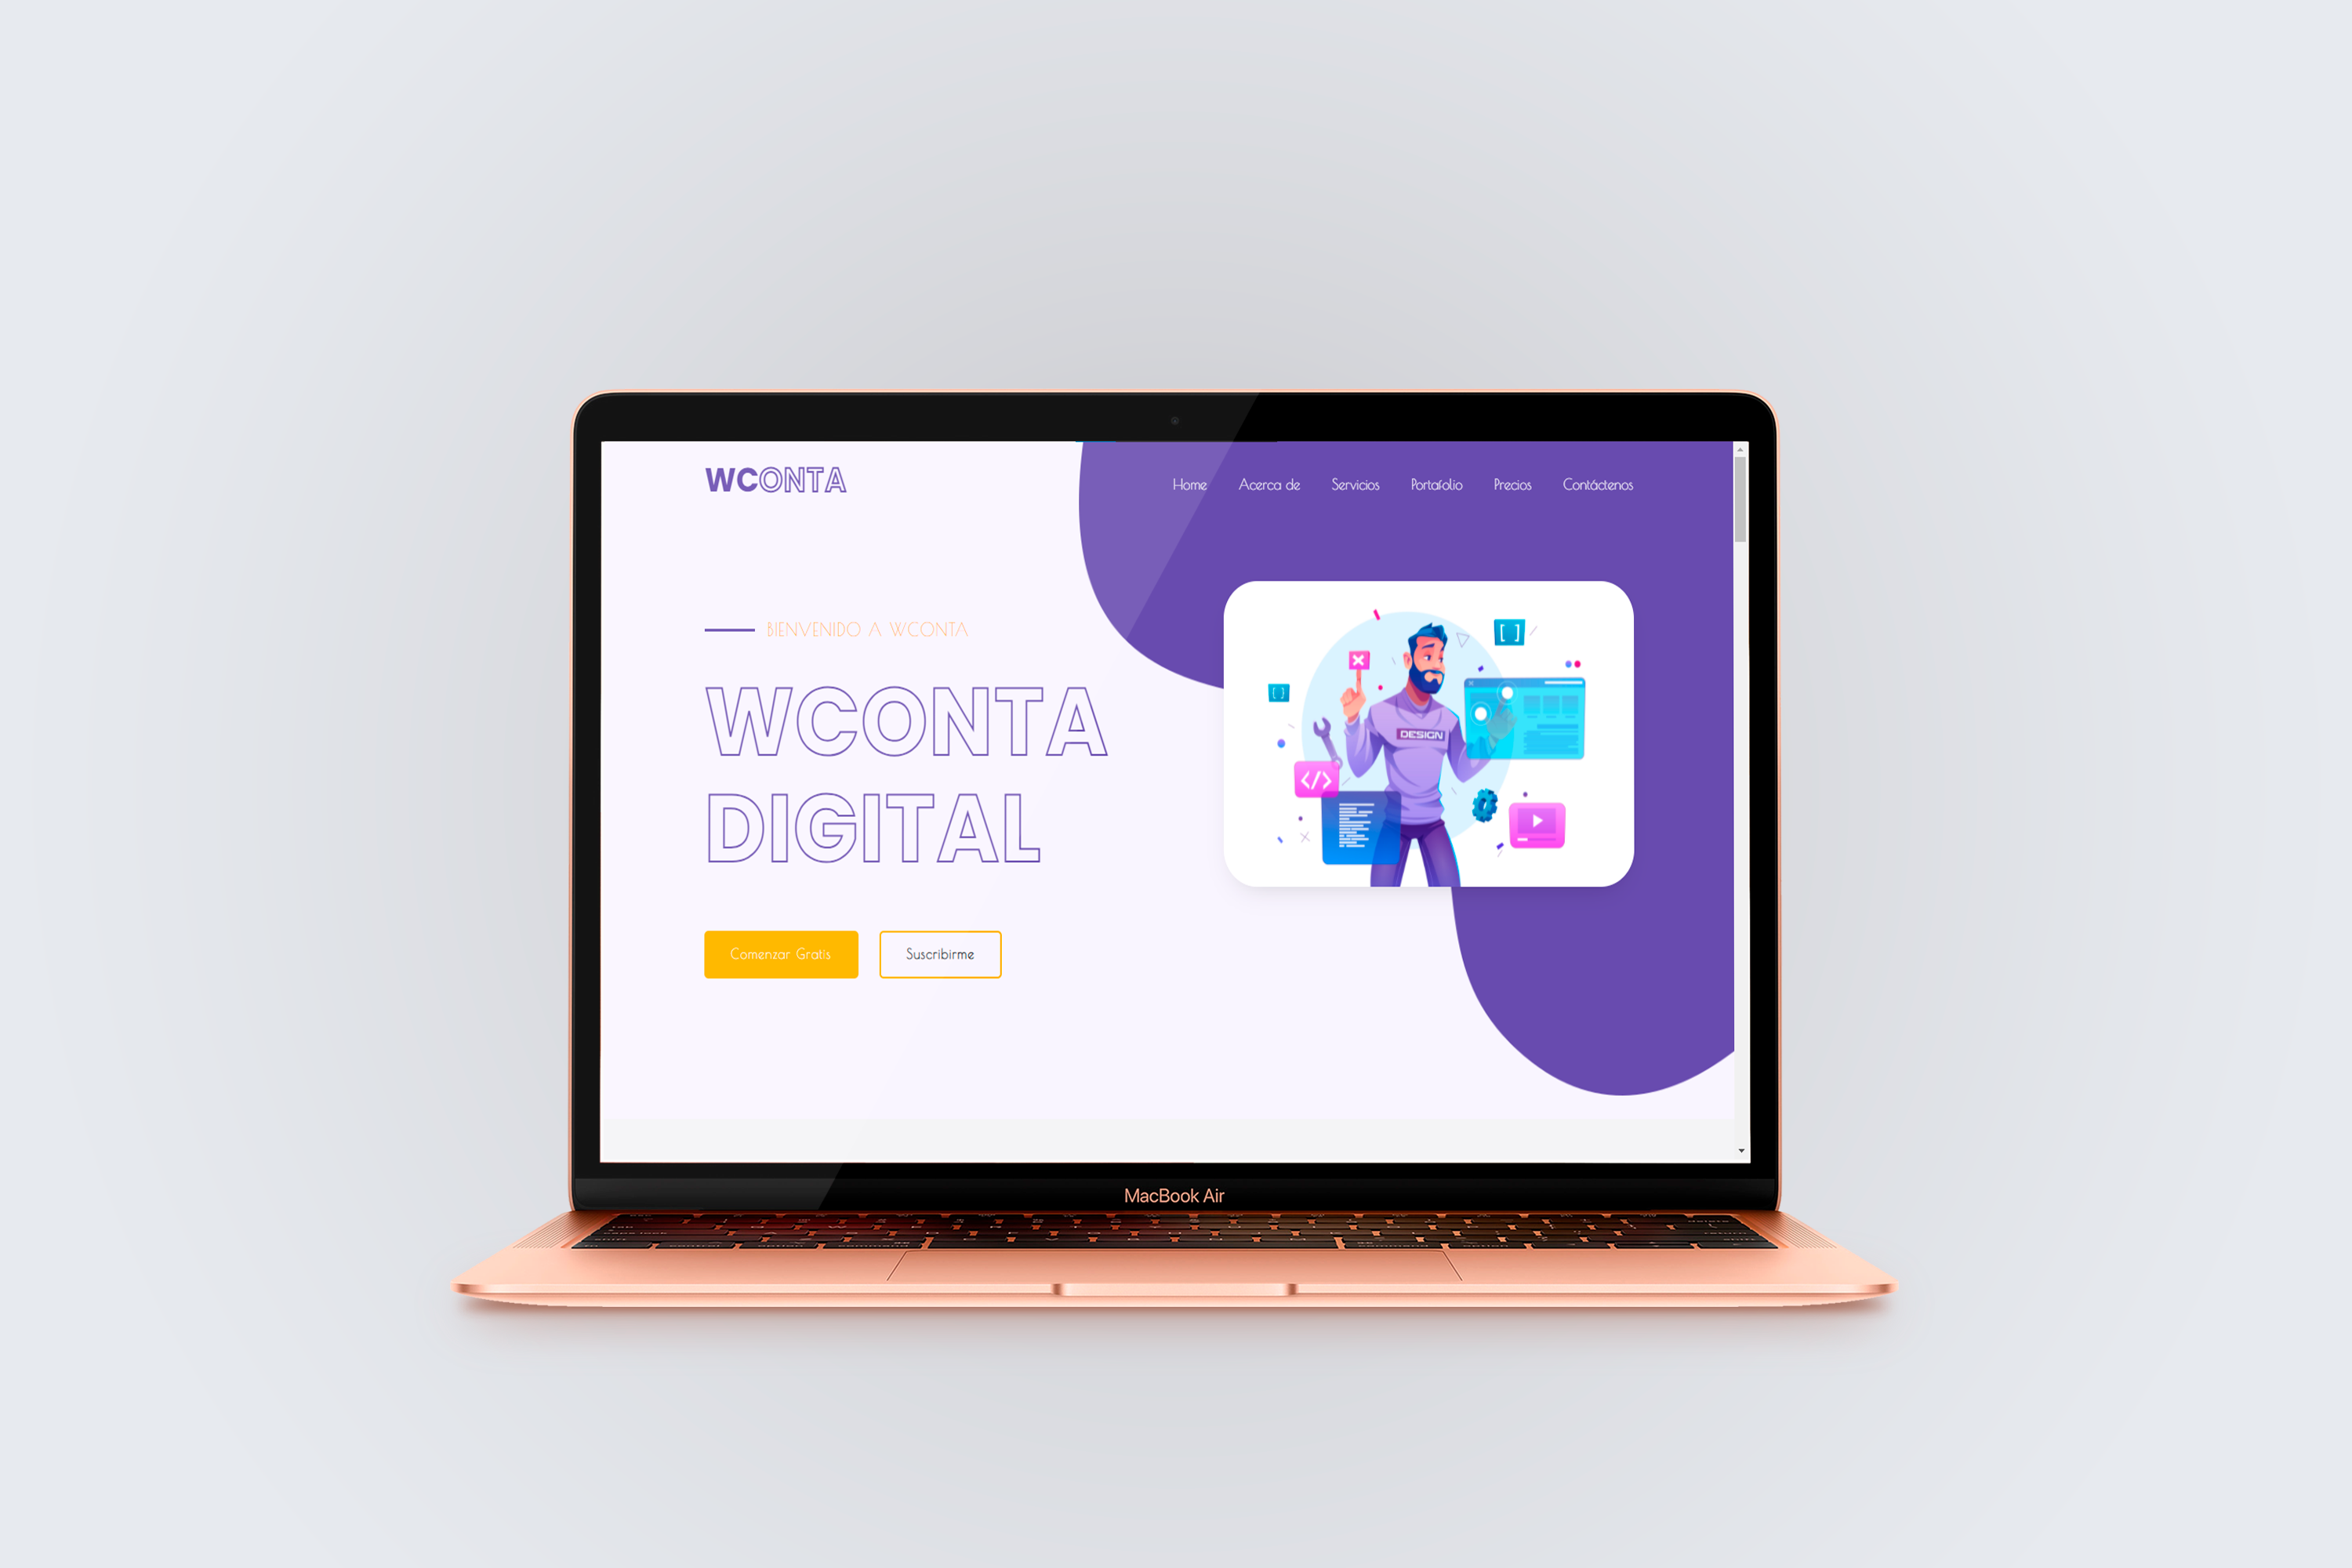 WCONTA
Home Acerca de Servicios Portafolio Precios Contáctenos
BIENVENIDO A WCONTA
WCONTA
DIGITAL
DESIGN
Comenzar Gratis Suscribirme
MacBook Air